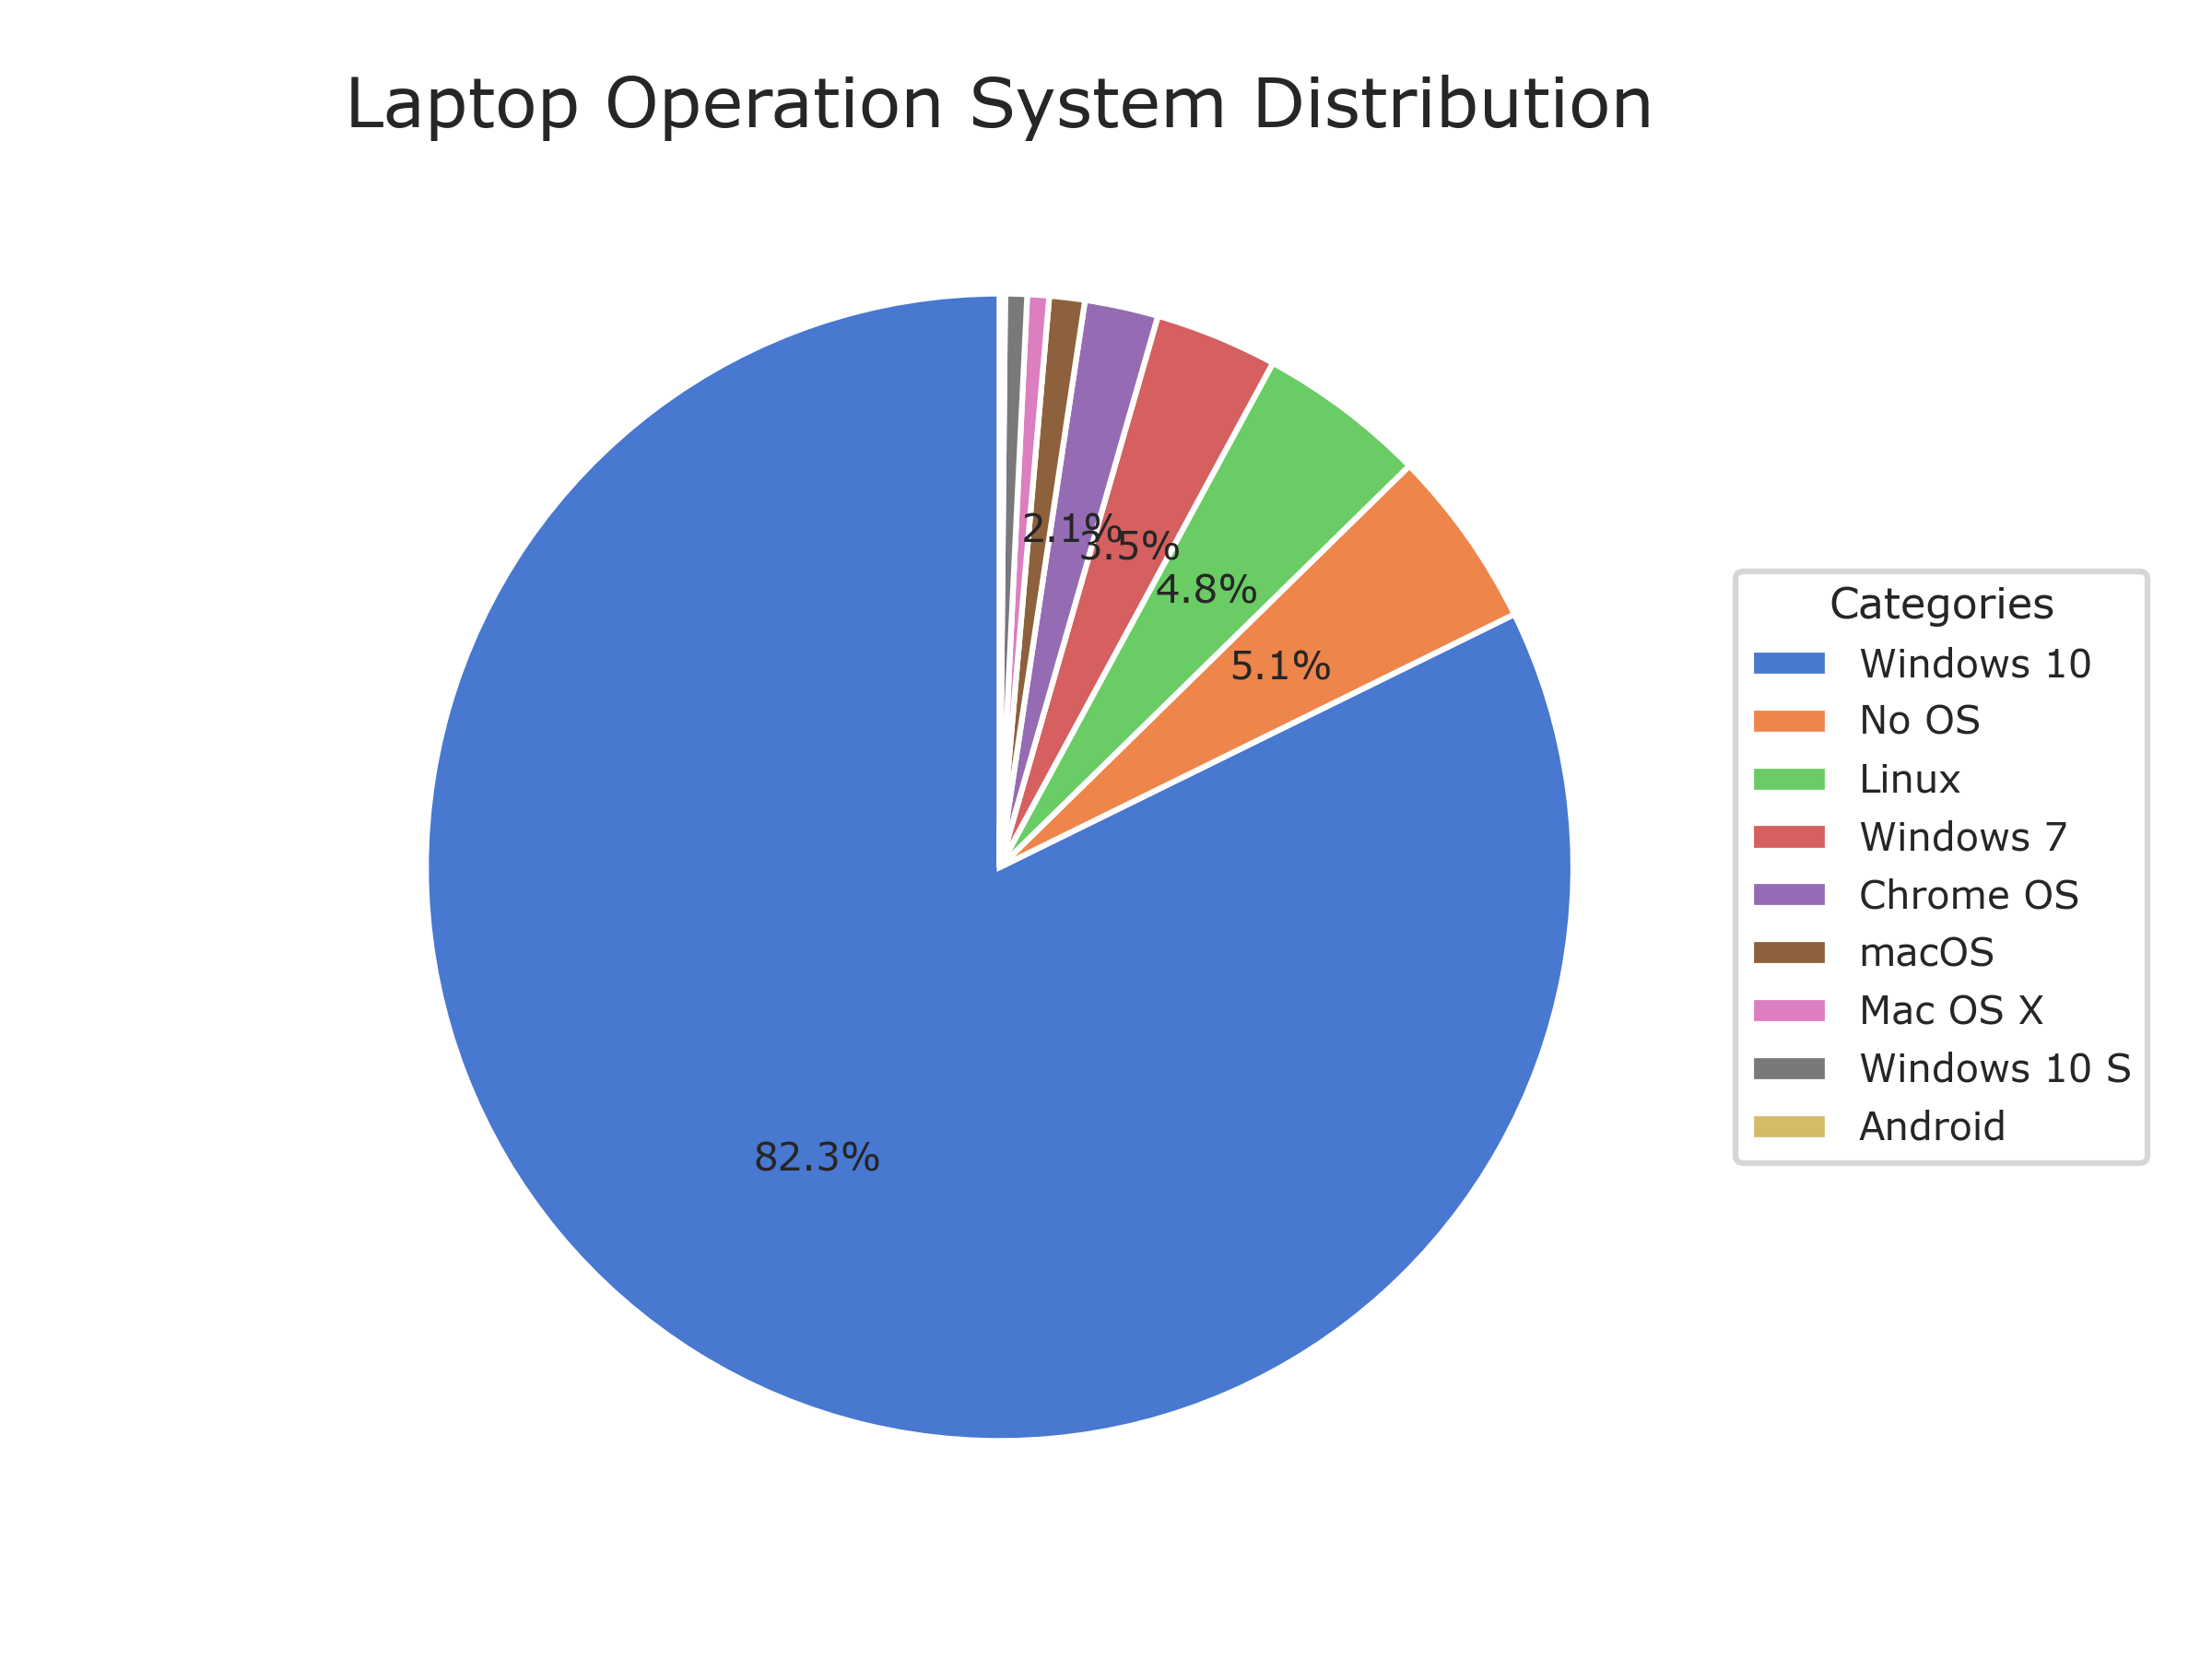 Laptop Operation System Distribution
2.1%
3.5%
4.8%
5.1%
82.3%
Categories
Windows 10
No OS
Linux
Windows 7
Chrome OS
macOS
Mac OS X
Windows 10 S
Android